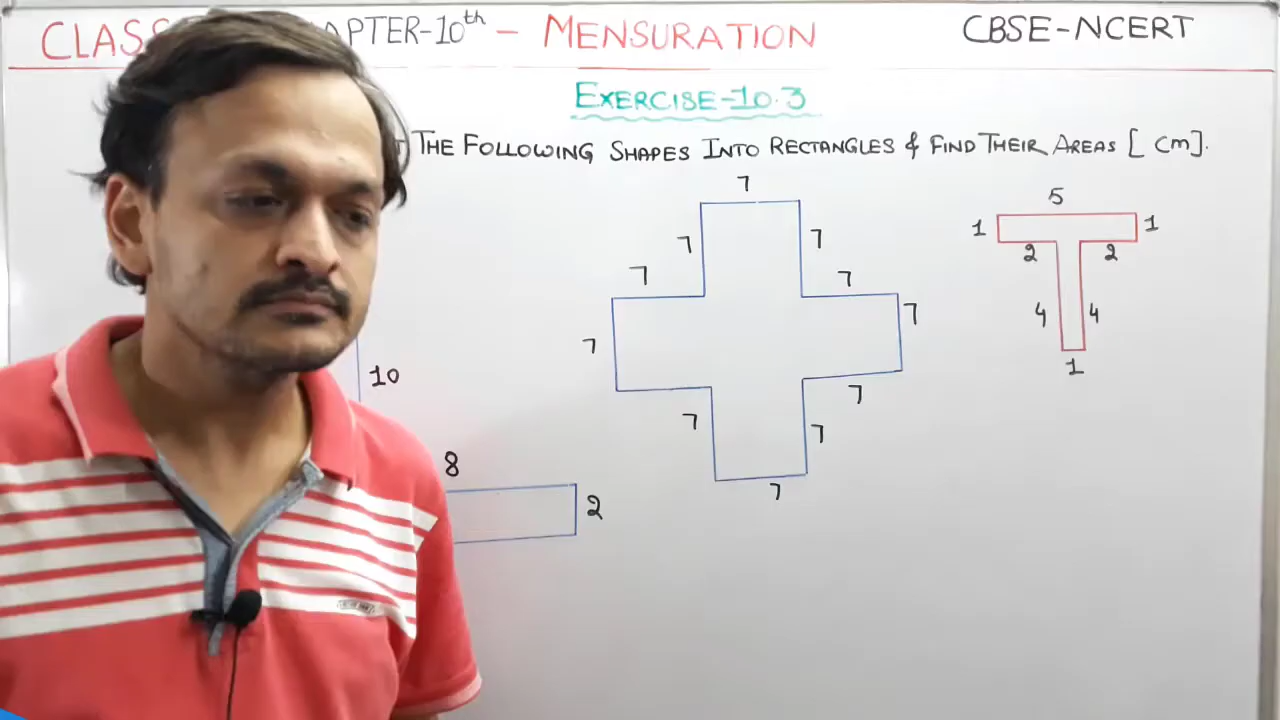 CLASS APTER-10th - MENSURATION CBSE-NCERT
EXERCISE-10.3
THE FOLLOWING SHAPES INTO RECTANGLES & FIND THEIR AREAS [cm].
7
5
7 7 1 1
7 7 2 2
7 7 4 4
10 7 7 1
7 7
8 7
2